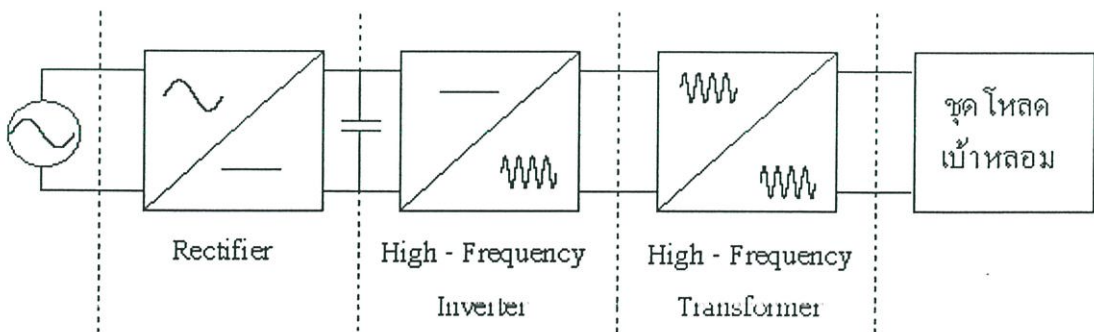 ชุดโหลด
เบ้าหลอม
Rectifier
High - Frequency
Inverter
High - Frequency
Transformer